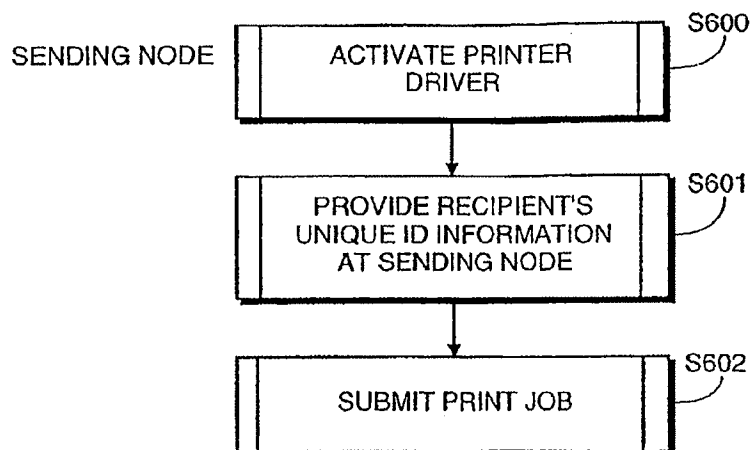 S600
SENDING NODE
ACTIVATE PRINTER
DRIVER
S601
PROVIDE RECIPIENT'S
UNIQUE ID INFORMATION
AT SENDING NODE
S602
SUBMIT PRINT JOB